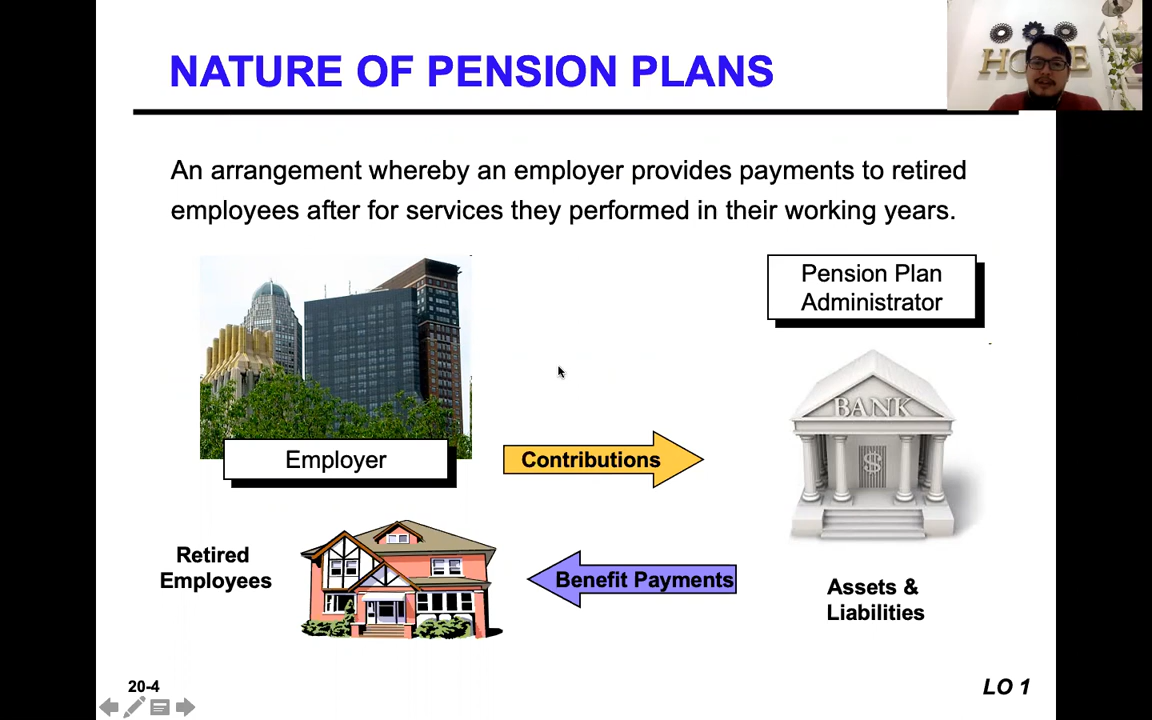 NATURE OF PENSION PLANS
HOME
An arrangement whereby an employer provides payments to retired
employees after for services they performed in their working years.
Pension Plan
Administrator
BANK
$
Employer
Contributions
Retired
Employees
Benefit Payments
Assets &
Liabilities
20-4
LO 1